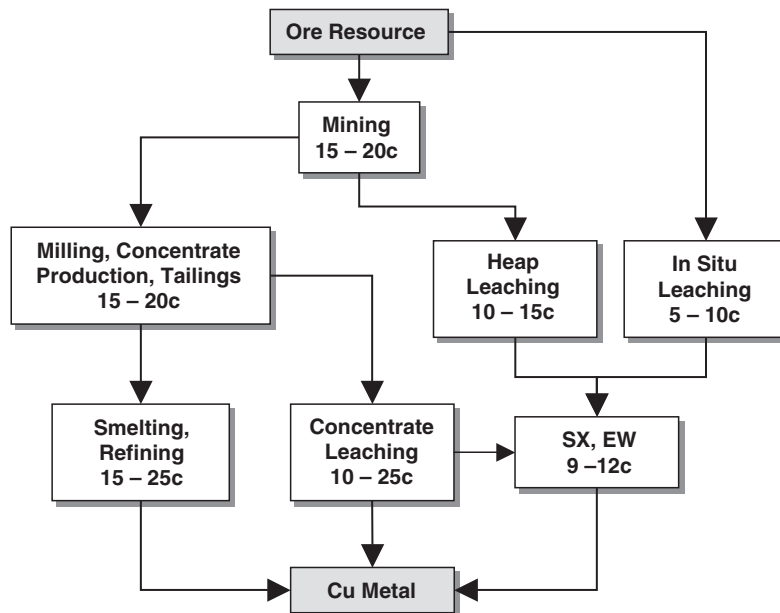 Ore Resource
Mining
15 – 20c
Milling, Concentrate
Production, Tailings
15 – 20c
Heap
Leaching
10 – 15c
In Situ
Leaching
5 – 10c
Smelting,
Refining
15 – 25c
Concentrate
Leaching
10 – 25c
SX, EW
9 –12c
Cu Metal